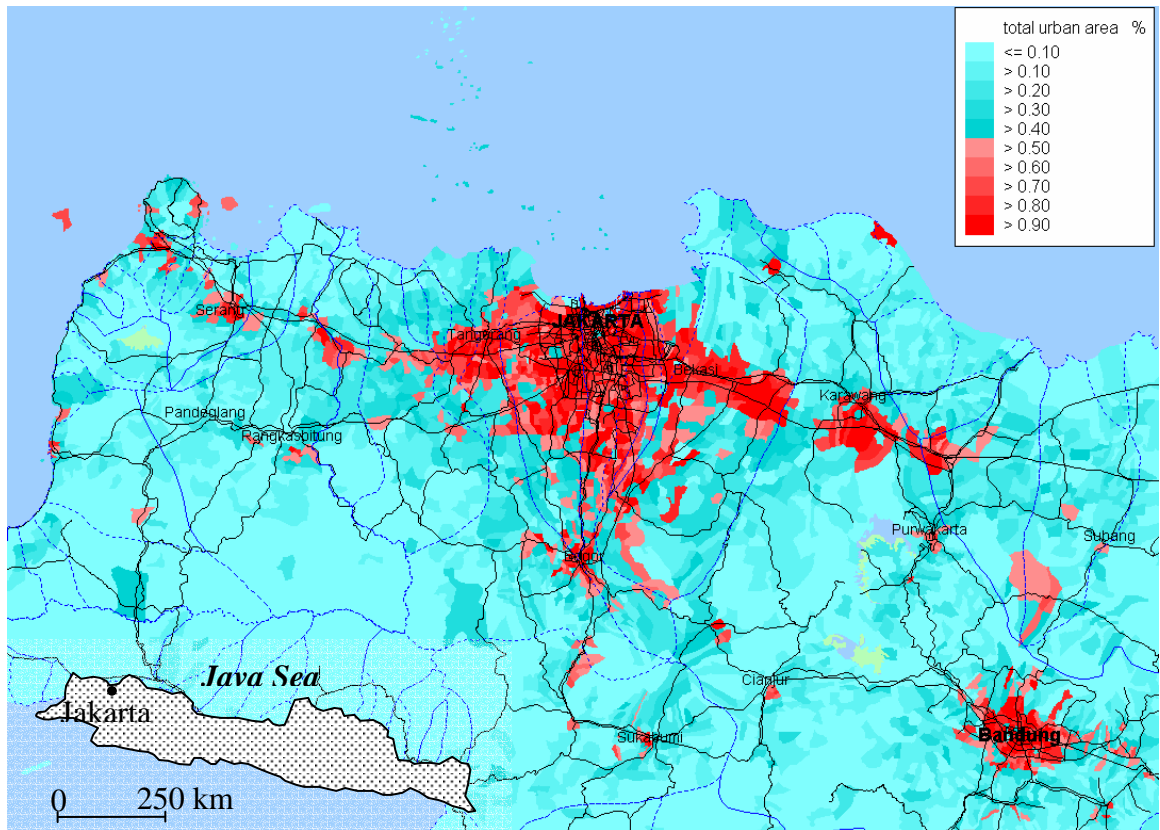 total urban area %
<= 0.10
> 0.10
> 0.20
> 0.30
> 0.40
> 0.50
> 0.60
> 0.70
> 0.80
> 0.90
Serang
JAKARTA
Tangerang
Bekasi
Karawang
Pandeglang
Rangkasbitung
Purwakarta
Subang
Bogor
Java Sea
Jakarta
Cianjur
Sukabumi
Bandung
0 250 km